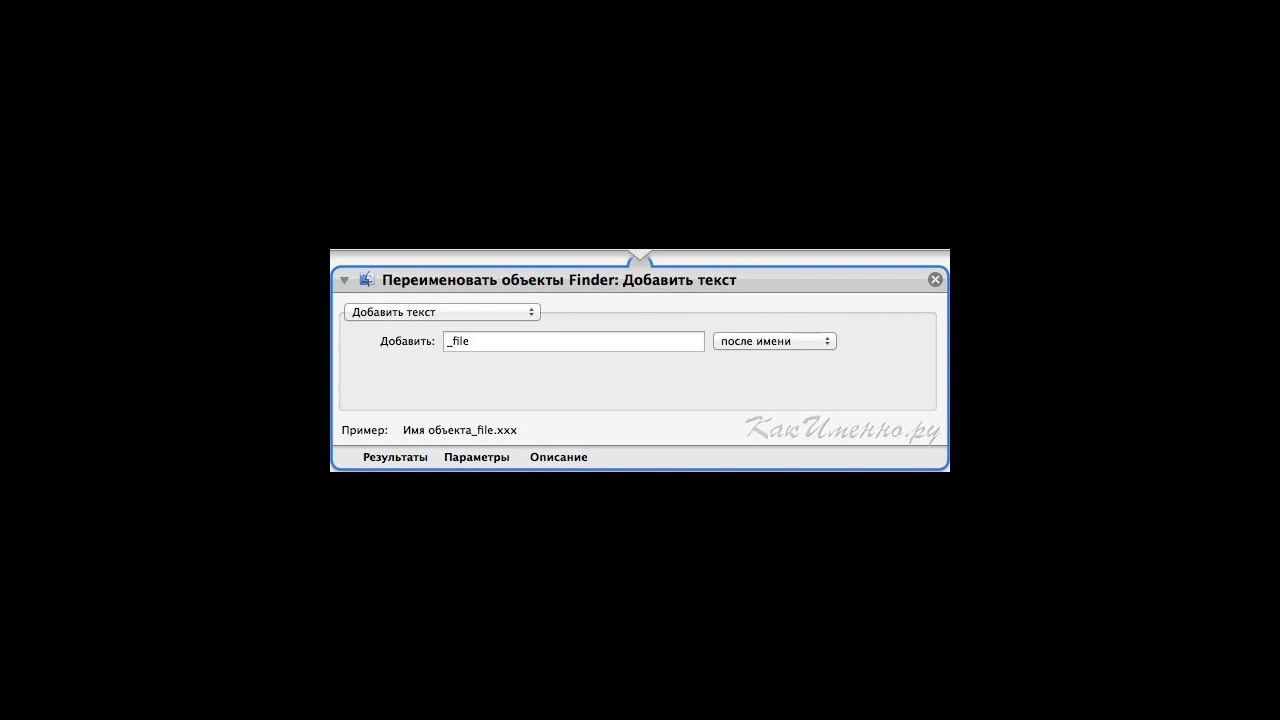 Переименовать объекты Finder: Добавить текст
Добавить текст
Добавить: _file после имени
Пример: Имя объекта_file.xxx
КакИменно.ру
Результаты Параметры Описание